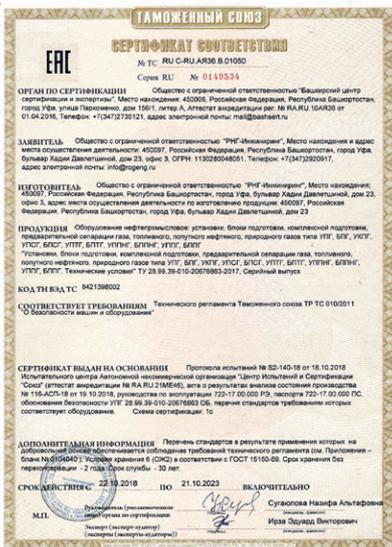 ТАМОЖЕННЫЙ СОЮЗ
СЕРТИФИКАТ СООТВЕТСТВИЯ
ЕАС
№ ТС RU C-RU.АЯ36.В.01050
Серия RU № 0149534
ОРГАН ПО СЕРТИФИКАЦИИ Общество с ограниченной ответственностью "Башкирский центр
сертификации и экспертизы", Место нахождения: 450006, Российская Федерация, Республика Башкортостан,
город Уфа, улица Пархоменко, дом 156/1, литер А, Аттестат аккредитации рег. № RA.RU.10АЯ36 от
01.04.2016, Телефон: +7(347)2735121, адрес электронной почты: mail@bashsert.ru
ЗАЯВИТЕЛЬ Общество с ограниченной ответственностью "РНГ-Инжиниринг", Место нахождения и адрес
места осуществления деятельности: 450097, Российская Федерация, Республика Башкортостан, город Уфа,
бульвар Хадии Давлетшиной, дом 23, офис 3, ОГРН: 1130280048051, Телефон: +7(347)2920917,
адрес электронной почты: info@rogeng.ru
ИЗГОТОВИТЕЛЬ Общество с ограниченной ответственностью "РНГ-Инжиниринг", Место нахождения:
450097, Российская Федерация, Республика Башкортостан, город Уфа, бульвар Хадии Давлетшиной, дом 23,
офис 3, адрес места осуществления деятельности по изготовлению продукции: 450097, Российская
Федерация, Республика Башкортостан, город Уфа, бульвар Хадии Давлетшиной, дом 23
ПРОДУКЦИЯ Оборудование нефтепромысловое: установки, блоки подготовки, комплексной подготовки,
предварительной сепарации газа, топливного, попутного нефтяного, природного газа типа УПГ, БПГ, УКПГ,
УПСГ, БПСГ, УПТГ, БПТГ, УППНГ, БППНГ, УППГ, БППГ
"Установки, блоки подготовки, комплексной подготовки, предварительной сепарации газа, топливного,
попутного нефтяного, природного газа типа УПГ, БПГ, УКПГ, УПСГ, БПСГ, УПТГ, БПТГ, УППНГ, БППНГ,
УППГ, БППГ. Технические условия" ТУ 28.99.39-010-20676863-2017, Серийный выпуск
КОД ТН ВЭД ТС 8421398002
СООТВЕТСТВУЕТ ТРЕБОВАНИЯМ Технического регламента Таможенного союза ТР ТС 010/2011
"О безопасности машин и оборудования"
СЕРТИФИКАТ ВЫДАН НА ОСНОВАНИИ Протокола испытаний № S2-140-18 от 18.10.2018
Испытательного центра Автономной некоммерческой организации "Центр Испытаний и Сертификации
"Союз" (аттестат аккредитации № RA.RU.21МЕ46), акта о результатах анализа состояния производства
№ 116-АСП-18 от 19.10.2018, руководства по эксплуатации 722-17.00.000 РЭ, паспорта 722-17.00.000 ПС,
обоснования безопасности УПГ 28.99.39-010-20676863 ОБ, перечня стандартов требованиям которых
соответствует оборудование. Схема сертификации: 1с
ДОПОЛНИТЕЛЬНАЯ ИНФОРМАЦИЯ Перечень стандартов в результате применения которых на
добровольной основе обеспечивается соблюдение требований технического регламента (см. Приложение –
бланк № 0104040 ). Условия хранения 6 (ОЖ2) в соответствии с ГОСТ 15150-69. Срок хранения без
переконсервации - 2 года. Срок службы - 30 лет.
СРОК ДЕЙСТВИЯ С 22.10.2018 ПО 21.10.2023
М.П.
Руководитель (уполномоченное
лицо) органа по сертификации
Сугаюпова Назифа Альфатовна
Эксперт (эксперт-аудитор)
(эксперты (эксперты-аудиторы))
Ирза Эдуард Викторович